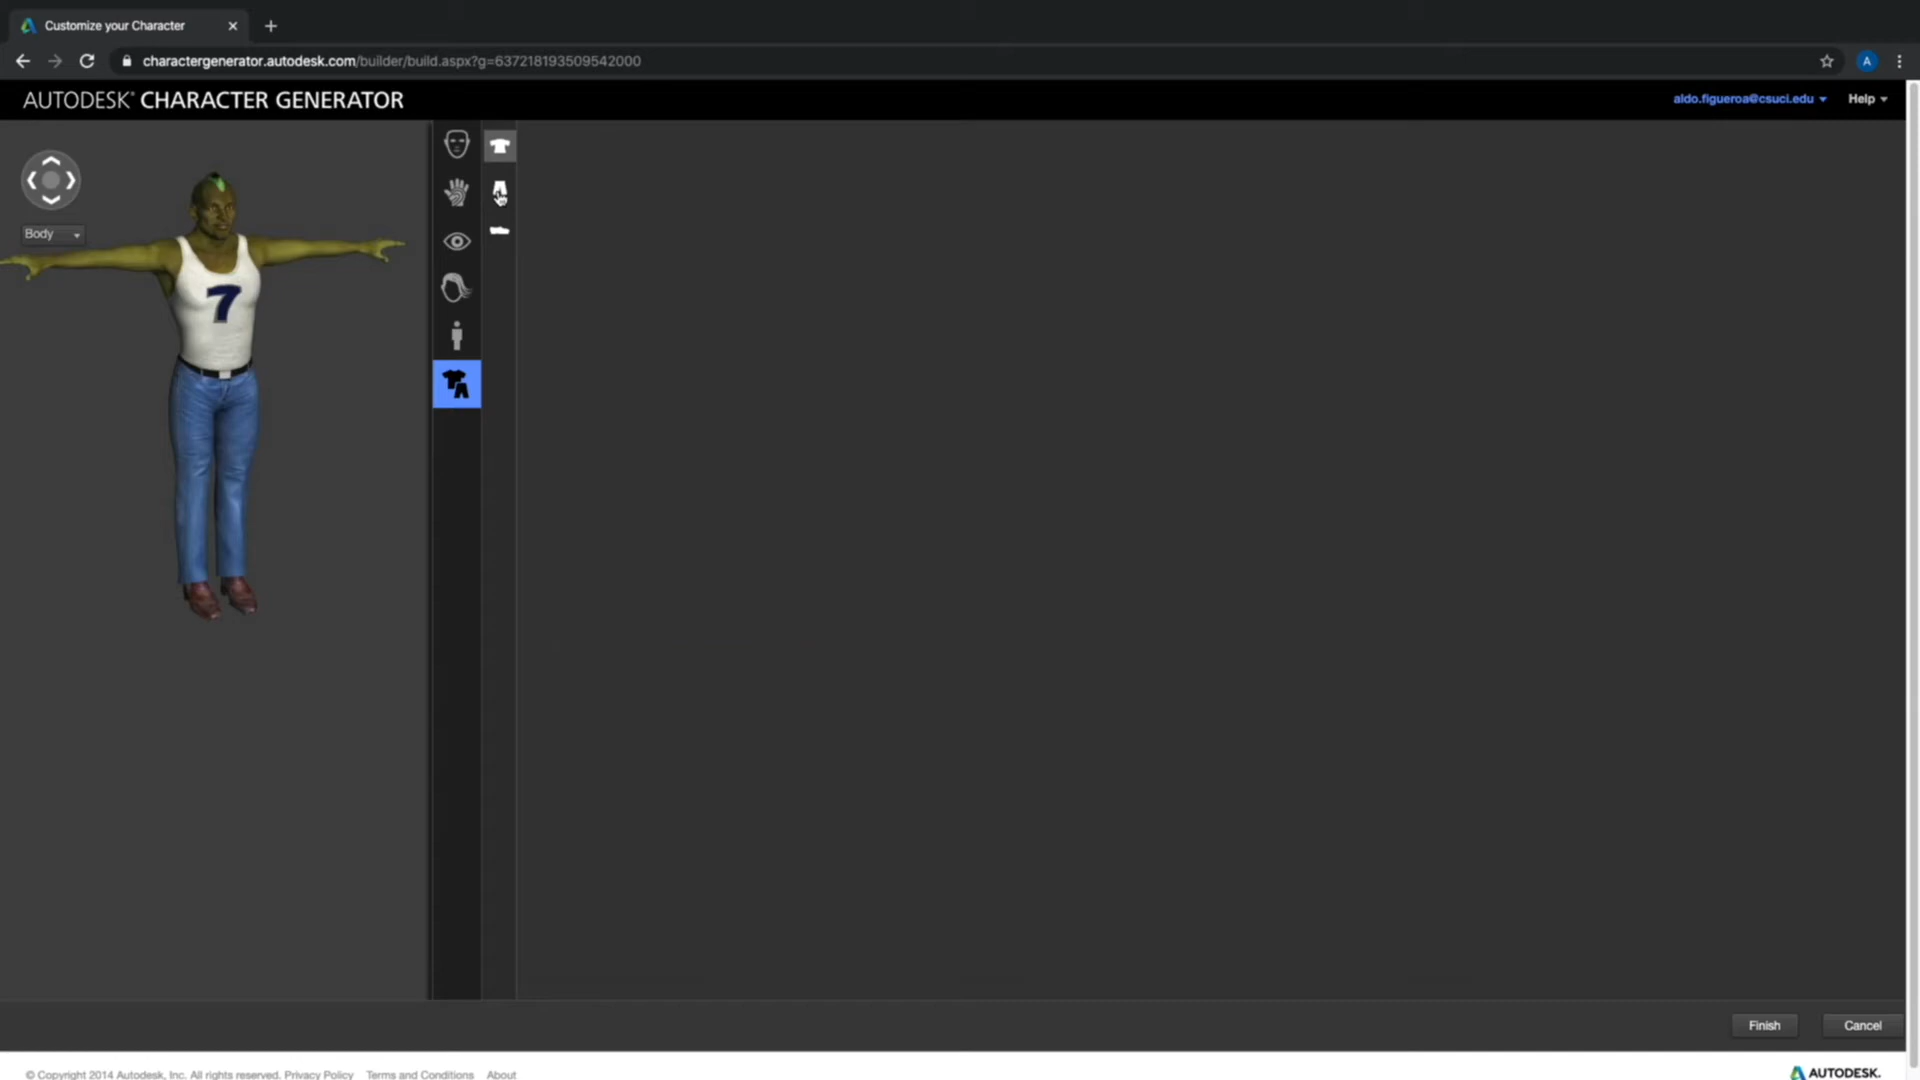 Customize your Character
charactergenerator.autodesk.com/builder/build.aspx?g=637218193509542000
A
AUTODESK® CHARACTER GENERATOR
aldo.figueroa@csuci.edu
Help
Body
7
Finish
Cancel
© Copyright 2014 Autodesk, Inc. All rights reserved. Privacy Policy Terms and Conditions About
AUTODESK.